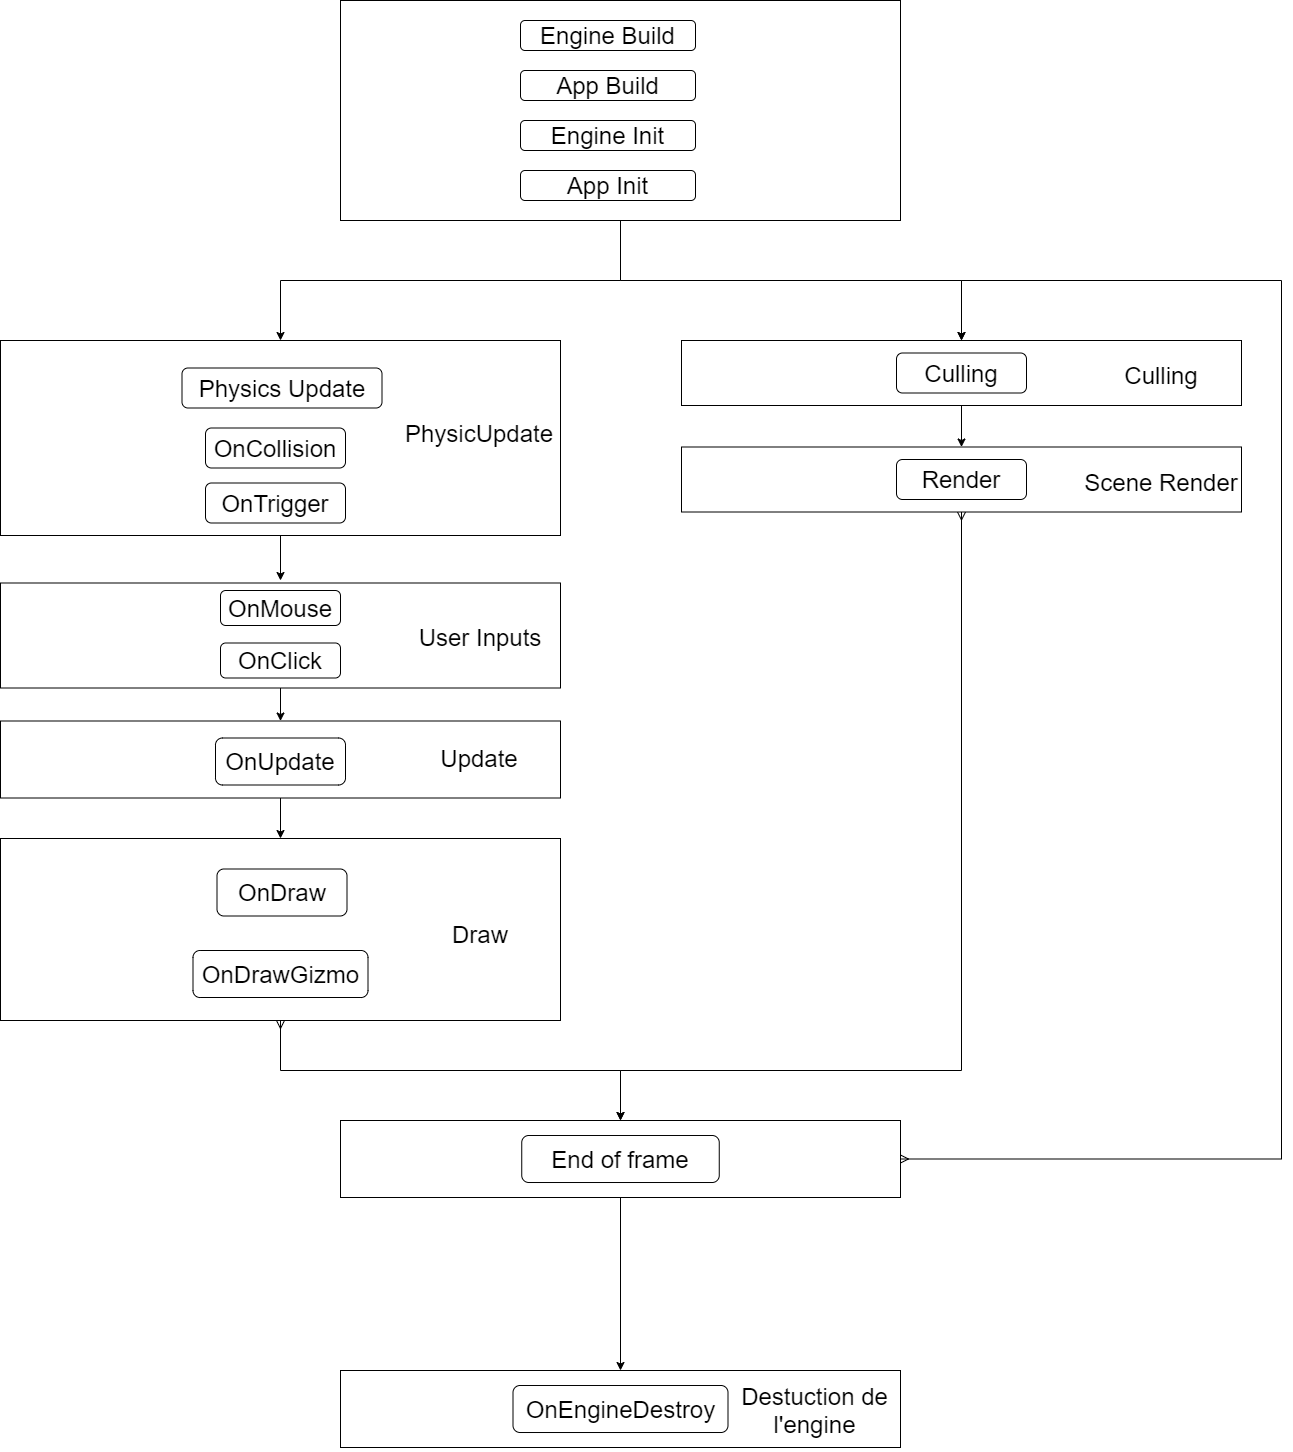 Engine Build
App Build
Engine Init
App Init
Physics Update
PhysicUpdate
OnCollision
OnTrigger
Culling
Culling
Render
Scene Render
OnMouse
User Inputs
OnClick
OnUpdate
Update
OnDraw
Draw
OnDrawGizmo
End of frame
OnEngineDestroy
Destuction de
l'engine